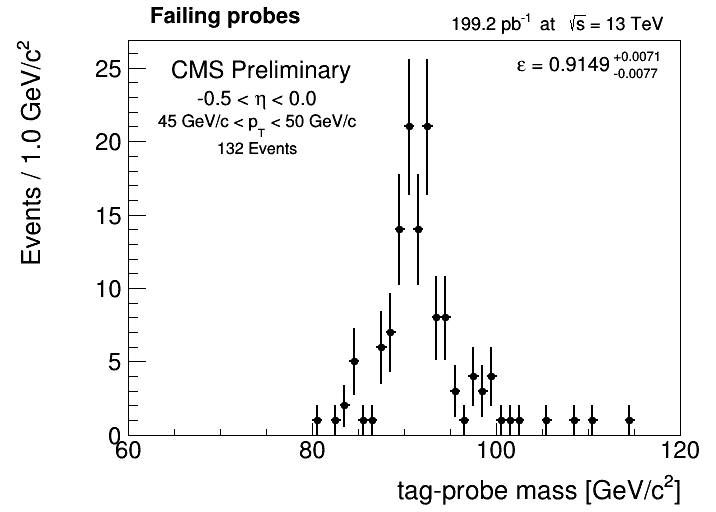 Failing probes
199.2 pb⁻¹ at √s = 13 TeV
CMS Preliminary
-0.5 < η < 0.0
45 GeV/c < p_T < 50 GeV/c
132 Events
ε = 0.9149 +0.0071 -0.0077
Events / 1.0 GeV/c²
25
20
15
10
5
0
60 80 100 120
tag-probe mass [GeV/c²]